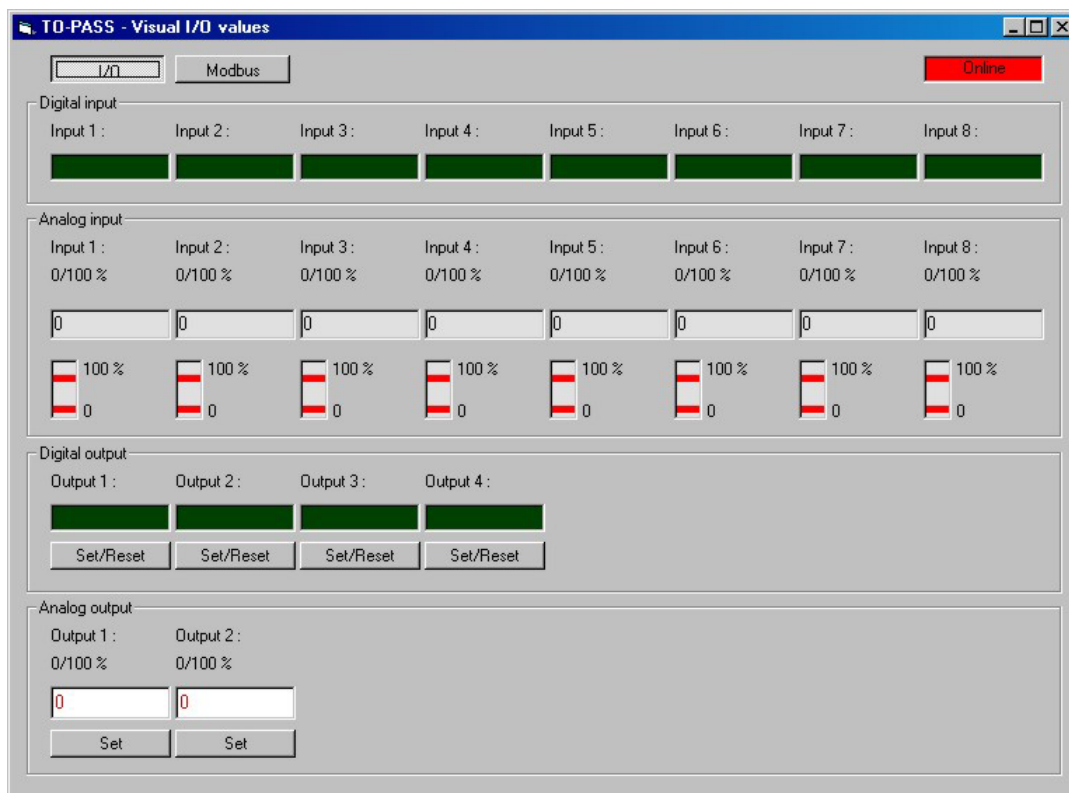 TO-PASS - Visual I/O values
I/O Modbus Online
Digital input
Input 1 : Input 2 : Input 3 : Input 4 : Input 5 : Input 6 : Input 7 : Input 8 :
Analog input
Input 1 : Input 2 : Input 3 : Input 4 : Input 5 : Input 6 : Input 7 : Input 8 :
0/100 % 0/100 % 0/100 % 0/100 % 0/100 % 0/100 % 0/100 % 0/100 %
0 0 0 0 0 0 0 0
100 % 100 % 100 % 100 % 100 % 100 % 100 % 100 %
0 0 0 0 0 0 0 0
Digital output
Output 1 : Output 2 : Output 3 : Output 4 :
Set/Reset Set/Reset Set/Reset Set/Reset
Analog output
Output 1 : Output 2 :
0/100 % 0/100 %
0 0
Set Set